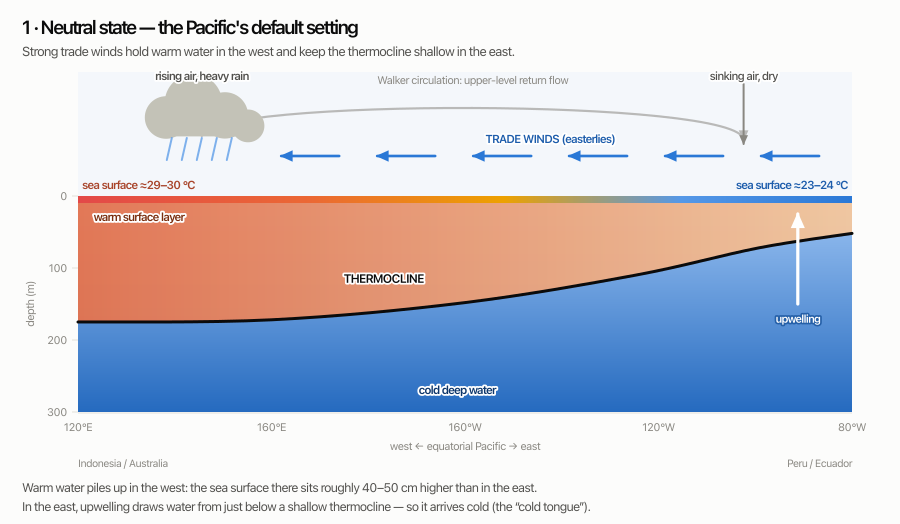 1 · Neutral state — the Pacific's default setting
Strong trade winds hold warm water in the west and keep the thermocline shallow in the east.
rising air, heavy rain
Walker circulation: upper-level return flow
sinking air, dry
TRADE WINDS (easterlies)
sea surface ≈29–30 °C
sea surface ≈23–24 °C
0
warm surface layer
100
THERMOCLINE
depth (m)
200
upwelling
cold deep water
300
120°E
160°E
160°W
120°W
80°W
west ← equatorial Pacific → east
Indonesia / Australia
Peru / Ecuador
Warm water piles up in the west: the sea surface there sits roughly 40–50 cm higher than in the east.
In the east, upwelling draws water from just below a shallow thermocline — so it arrives cold (the “cold tongue”).